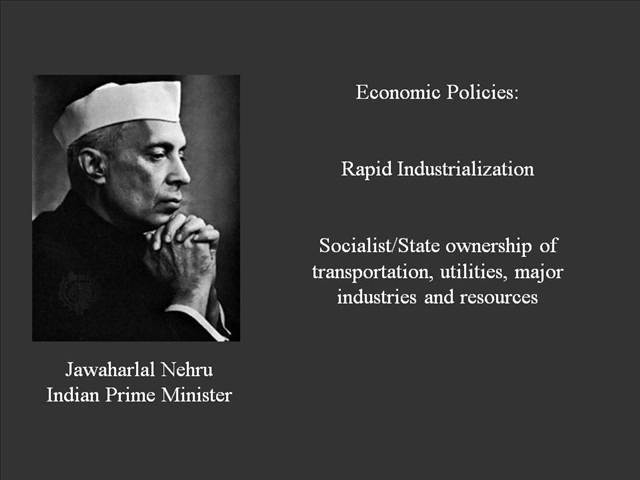 Economic Policies:
Rapid Industrialization
Socialist/State ownership of
transportation, utilities, major
industries and resources
Jawaharlal Nehru
Indian Prime Minister